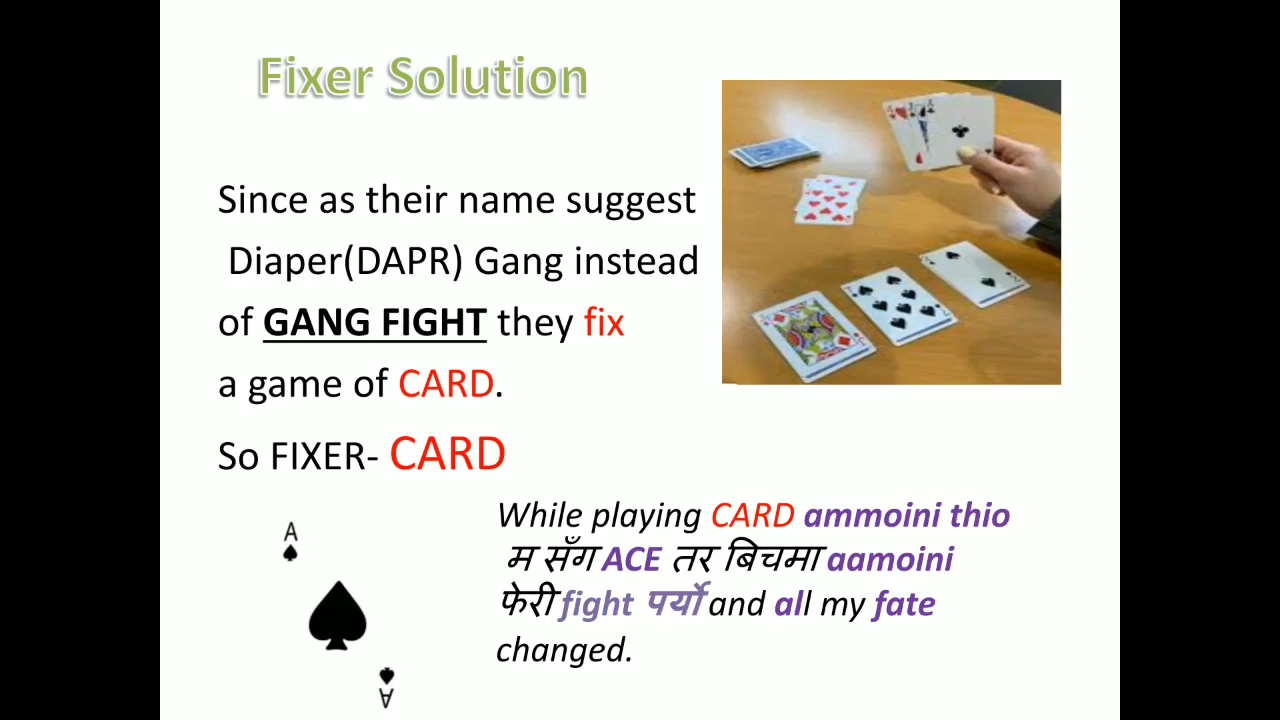 Fixer Solution
Since as their name suggest
Diaper(DAPR) Gang instead
of GANG FIGHT they fix
a game of CARD.
So FIXER- CARD
While playing CARD ammoini thio
म सँग ACE तर बिचमा aamoini
फेरी fight पर्यो and all my fate
changed.
A
A